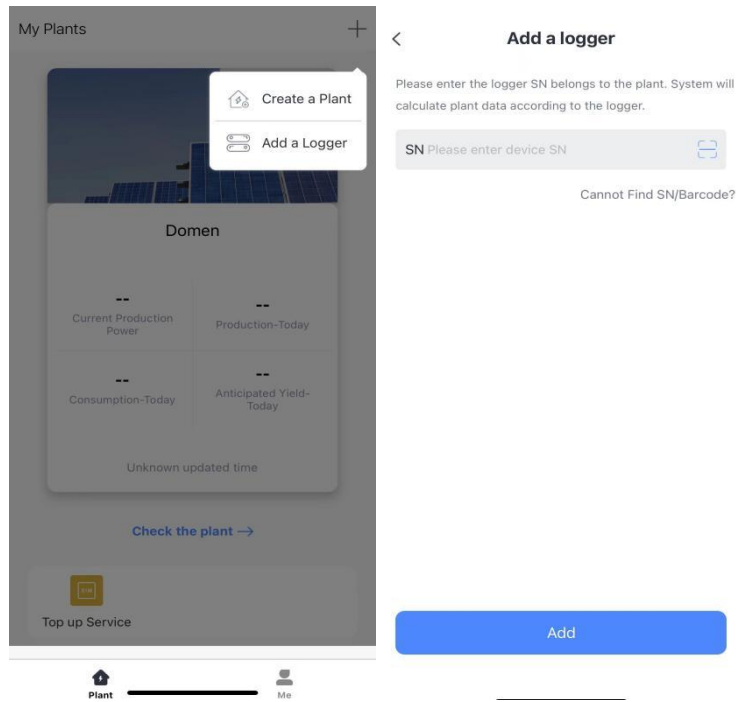 My Plants
Create a Plant
Add a Logger
Domen
--
Current Production
Power
--
Production-Today
--
Consumption-Today
--
Anticipated Yield-
Today
Unknown updated time
Check the plant →
Top up Service
Plant
Me
Add a logger
Please enter the logger SN belongs to the plant. System will
calculate plant data according to the logger.
SN Please enter device SN
Cannot Find SN/Barcode?
Add